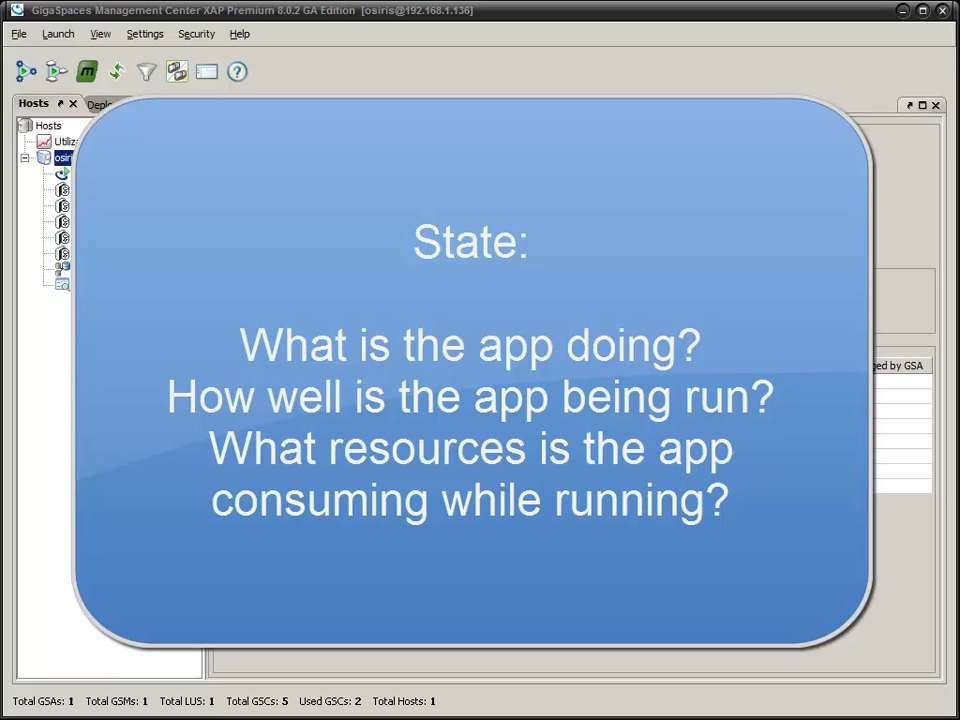 GigaSpaces Management Center XAP Premium 8.0.2 GA Edition [osiris@192.168.1.136]
File Launch View Settings Security Help
Hosts
Hosts
State:
What is the app doing?
How well is the app being run?
What resources is the app
consuming while running?
GSA
Total GSAs: 1 Total GSMs: 1 Total LUS: 1 Total GSCs: 5 Used GSCs: 2 Total Hosts: 1